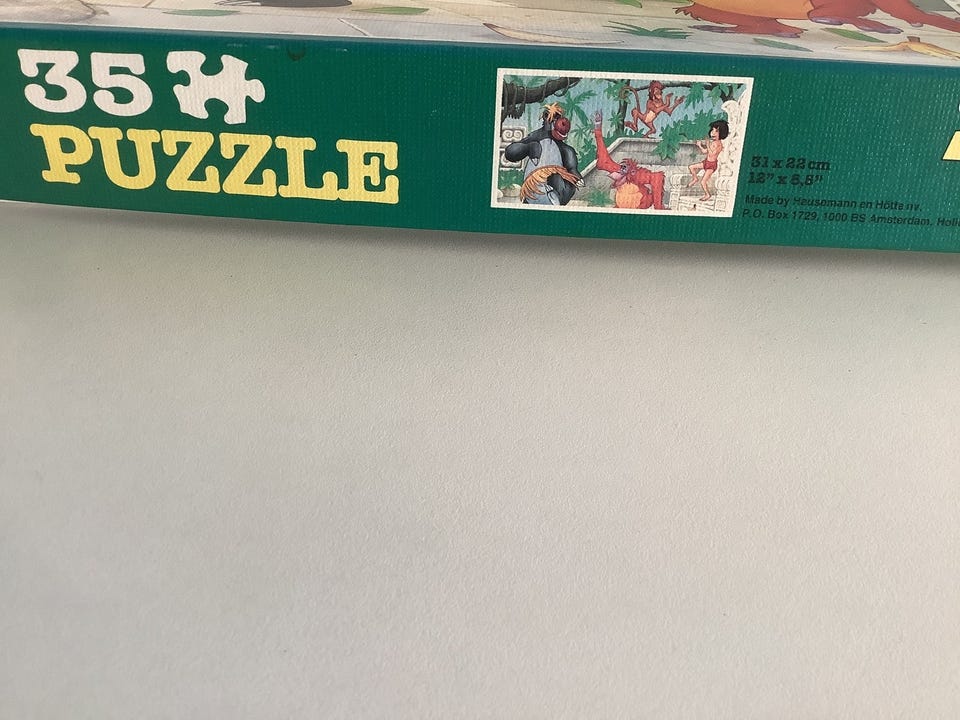 35
PUZZLE
31 x 22 cm
12" x 8,8"
Made by Hausemann en Hötte nv.
P.O. Box 1729, 1000 BS Amsterdam.